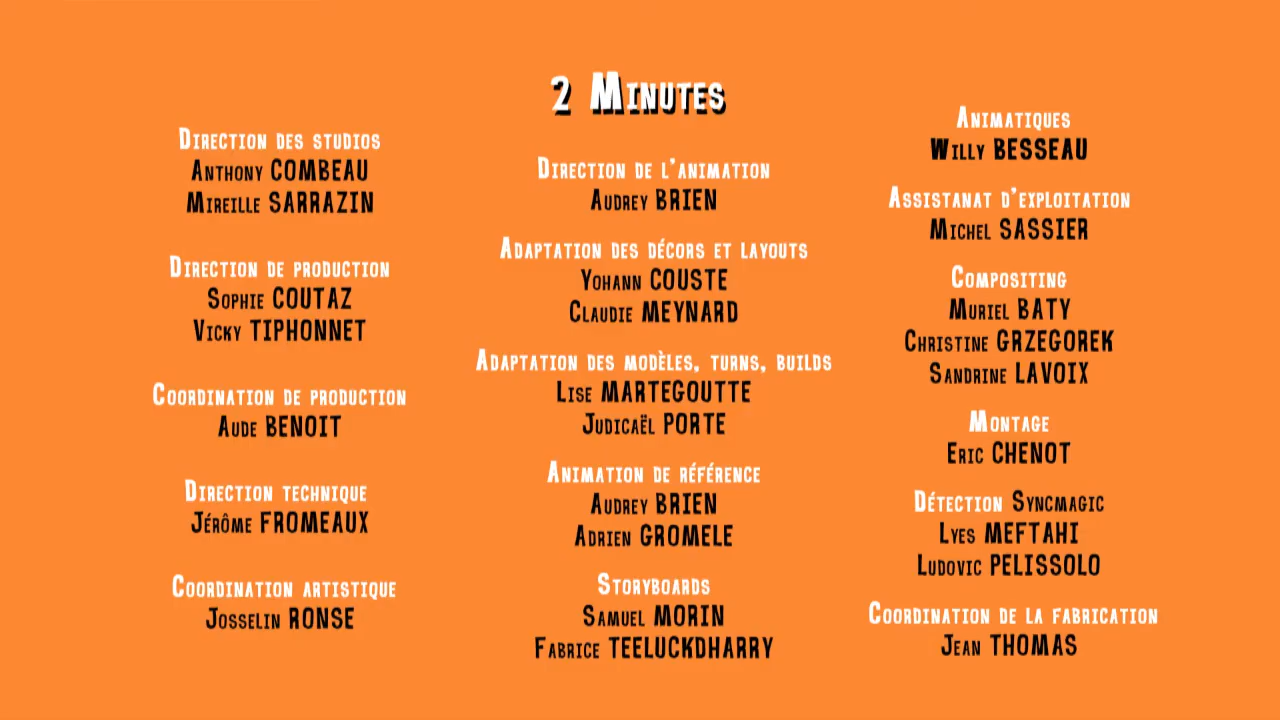 2 Minutes
Direction des studios
Anthony COMBEAU
Mireille SARRAZIN
Direction de production
Sophie COUTAZ
Vicky TIPHONNET
Coordination de production
Aude BENOIT
Direction technique
Jérôme FROMEAUX
Coordination artistique
Josselin RONSE
Direction de l'animation
Audrey BRIEN
Adaptation des décors et layouts
Yohann COUSTE
Claudie MEYNARD
Adaptation des modèles, turns, builds
Lise MARTEGOUTTE
Judicaël PORTE
Animation de référence
Audrey BRIEN
Adrien GROMELE
Storyboards
Samuel MORIN
Fabrice TEELUCKDHARRY
Animatiques
Willy BESSEAU
Assistanat d'exploitation
Michel SASSIER
Compositing
Muriel BATY
Christine GRZEGOREK
Sandrine LAVOIX
Montage
Eric CHENOT
Détection Syncmagic
Lyes MEFTAHI
Ludovic PELISSOLO
Coordination de la fabrication
Jean THOMAS